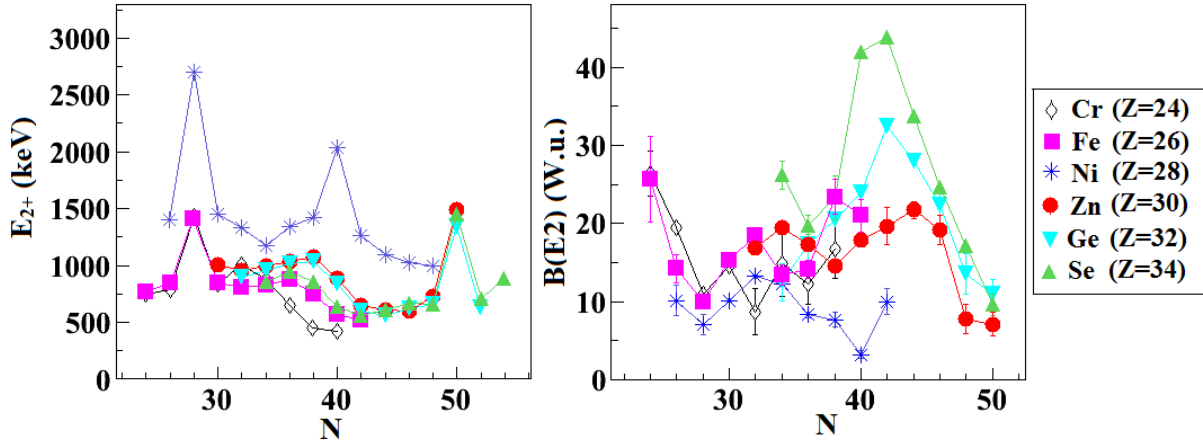 E2+ (keV)
3000
2500
2000
1500
1000
500
0
30
40
50
N
B(E2) (W.u.)
40
30
20
10
0
30
40
50
N
Cr (Z=24)
Fe (Z=26)
Ni (Z=28)
Zn (Z=30)
Ge (Z=32)
Se (Z=34)